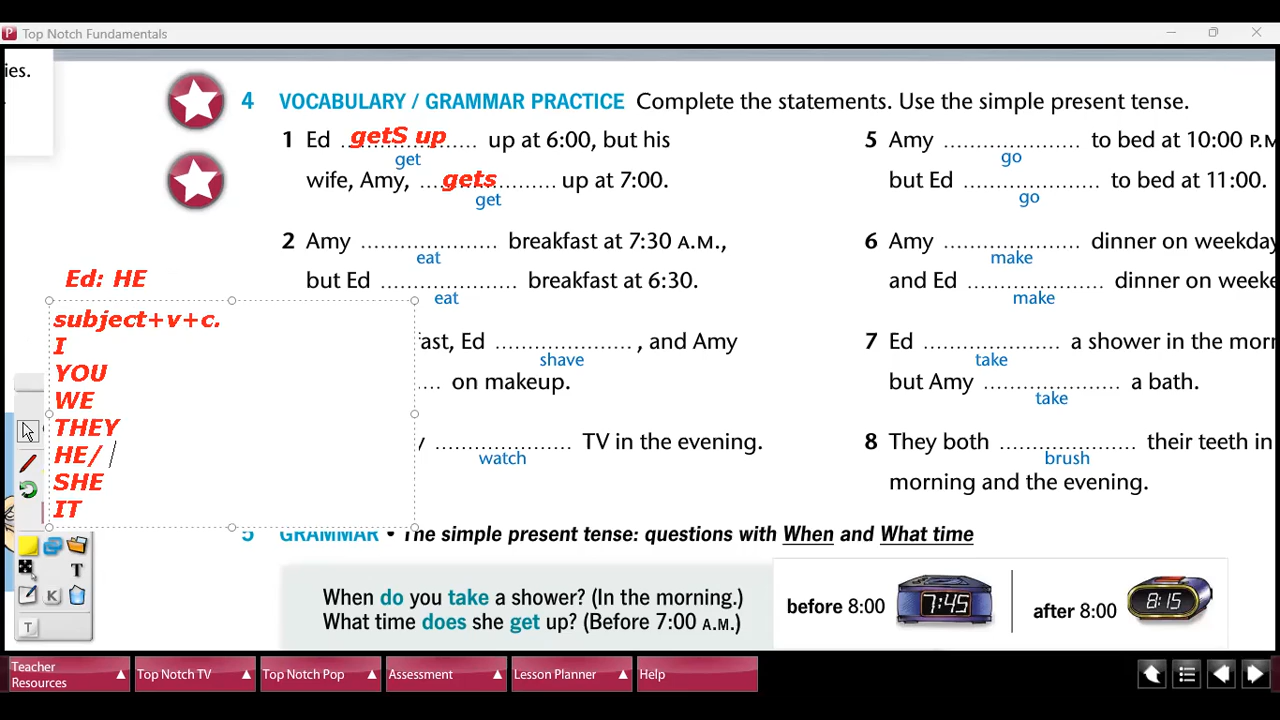 Top Notch Fundamentals
ies.
4 VOCABULARY / GRAMMAR PRACTICE Complete the statements. Use the simple present tense.
1 Ed getS up up at 6:00, but his
get
wife, Amy, gets up at 7:00.
get
2 Amy .................... breakfast at 7:30 A.M.,
eat
but Ed .................... breakfast at 6:30.
eat
ast, Ed .................... , and Amy
shave
.... on makeup.
.................... TV in the evening.
watch
5 Amy .................... to bed at 10:00 P.M
go
but Ed .................... to bed at 11:00.
go
6 Amy .................... dinner on weekday
make
and Ed .................... dinner on weeke
make
7 Ed .................... a shower in the morn
take
but Amy .................... a bath.
take
8 They both .................... their teeth in
brush
morning and the evening.
Ed: HE
subject+v+c.
I
YOU
WE
THEY
HE/
SHE
IT
5 GRAMMAR • The simple present tense: questions with When and What time
When do you take a shower? (In the morning.)
What time does she get up? (Before 7:00 A.M.)
before 8:00
7:45
after 8:00
8:15
T
K
T
Teacher
Resources
Top Notch TV
Top Notch Pop
Assessment
Lesson Planner
Help